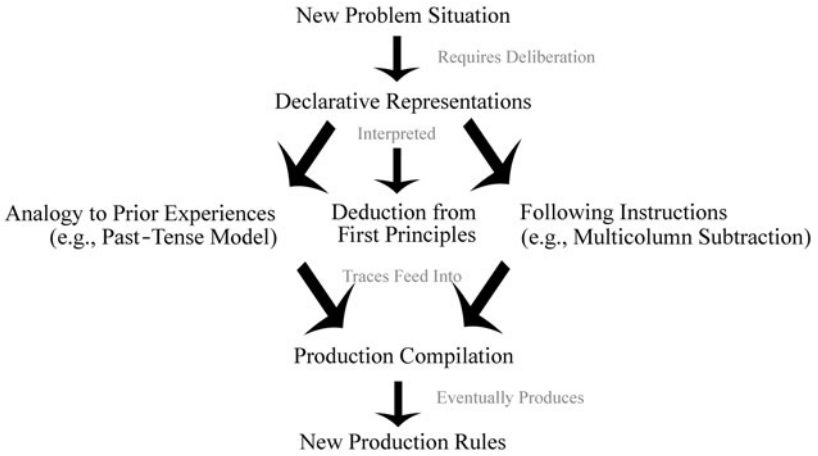 New Problem Situation
Requires Deliberation
Declarative Representations
Interpreted
Analogy to Prior Experiences
(e.g., Past-Tense Model)
Deduction from
First Principles
Following Instructions
(e.g., Multicolumn Subtraction)
Traces Feed Into
Production Compilation
Eventually Produces
New Production Rules